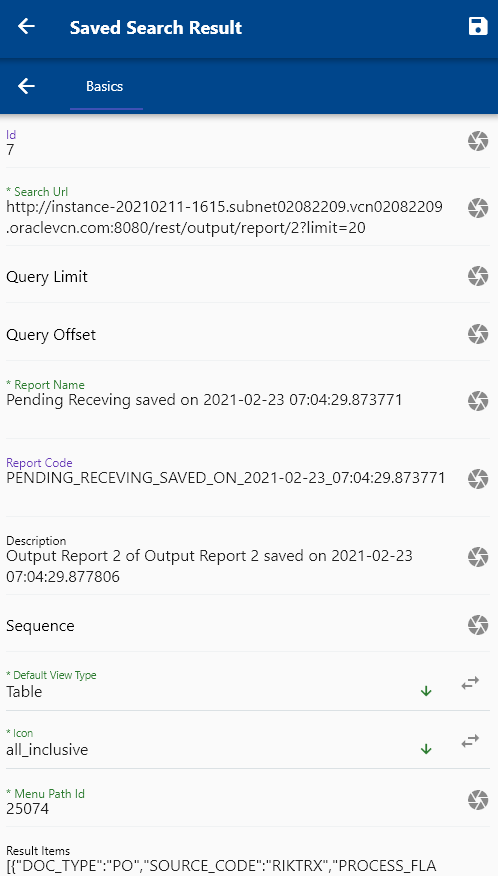 Saved Search Result
Basics
Id
7
* Search Url
http://instance-20210211-1615.subnet02082209.vcn02082209
.oraclevcn.com:8080/rest/output/report/2?limit=20
Query Limit
Query Offset
* Report Name
Pending Receving saved on 2021-02-23 07:04:29.873771
Report Code
PENDING_RECEVING_SAVED_ON_2021-02-23_07:04:29.873771
Description
Output Report 2 of Output Report 2 saved on 2021-02-23
07:04:29.877806
Sequence
* Default View Type
Table
* Icon
all_inclusive
* Menu Path Id
25074
Result Items
[{"DOC_TYPE":"PO","SOURCE_CODE":"RIKTRX","PROCESS_FLA